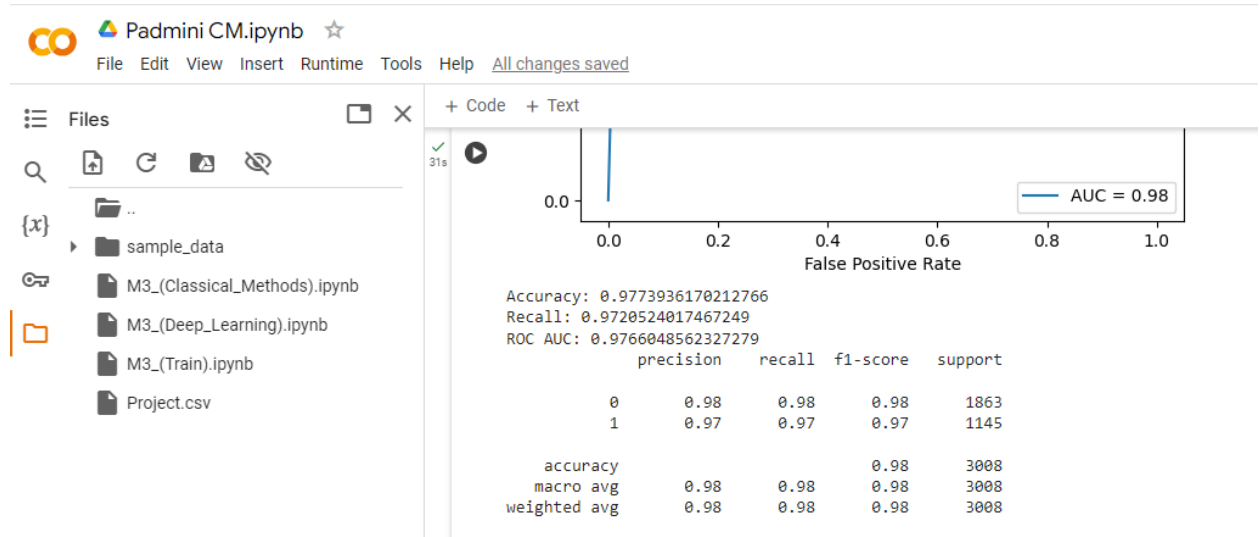 Padmini CM.ipynb
File Edit View Insert Runtime Tools Help All changes saved
Files
+ Code + Text
{x}
..
sample_data
M3_(Classical_Methods).ipynb
M3_(Deep_Learning).ipynb
M3_(Train).ipynb
Project.csv
31s
0.0
AUC = 0.98
0.0 0.2 0.4 0.6 0.8 1.0
False Positive Rate
Accuracy: 0.9773936170212766
Recall: 0.9720524017467249
ROC AUC: 0.9766048562327279
precision recall f1-score support
0 0.98 0.98 0.98 1863
1 0.97 0.97 0.97 1145
accuracy 0.98 3008
macro avg 0.98 0.98 0.98 3008
weighted avg 0.98 0.98 0.98 3008